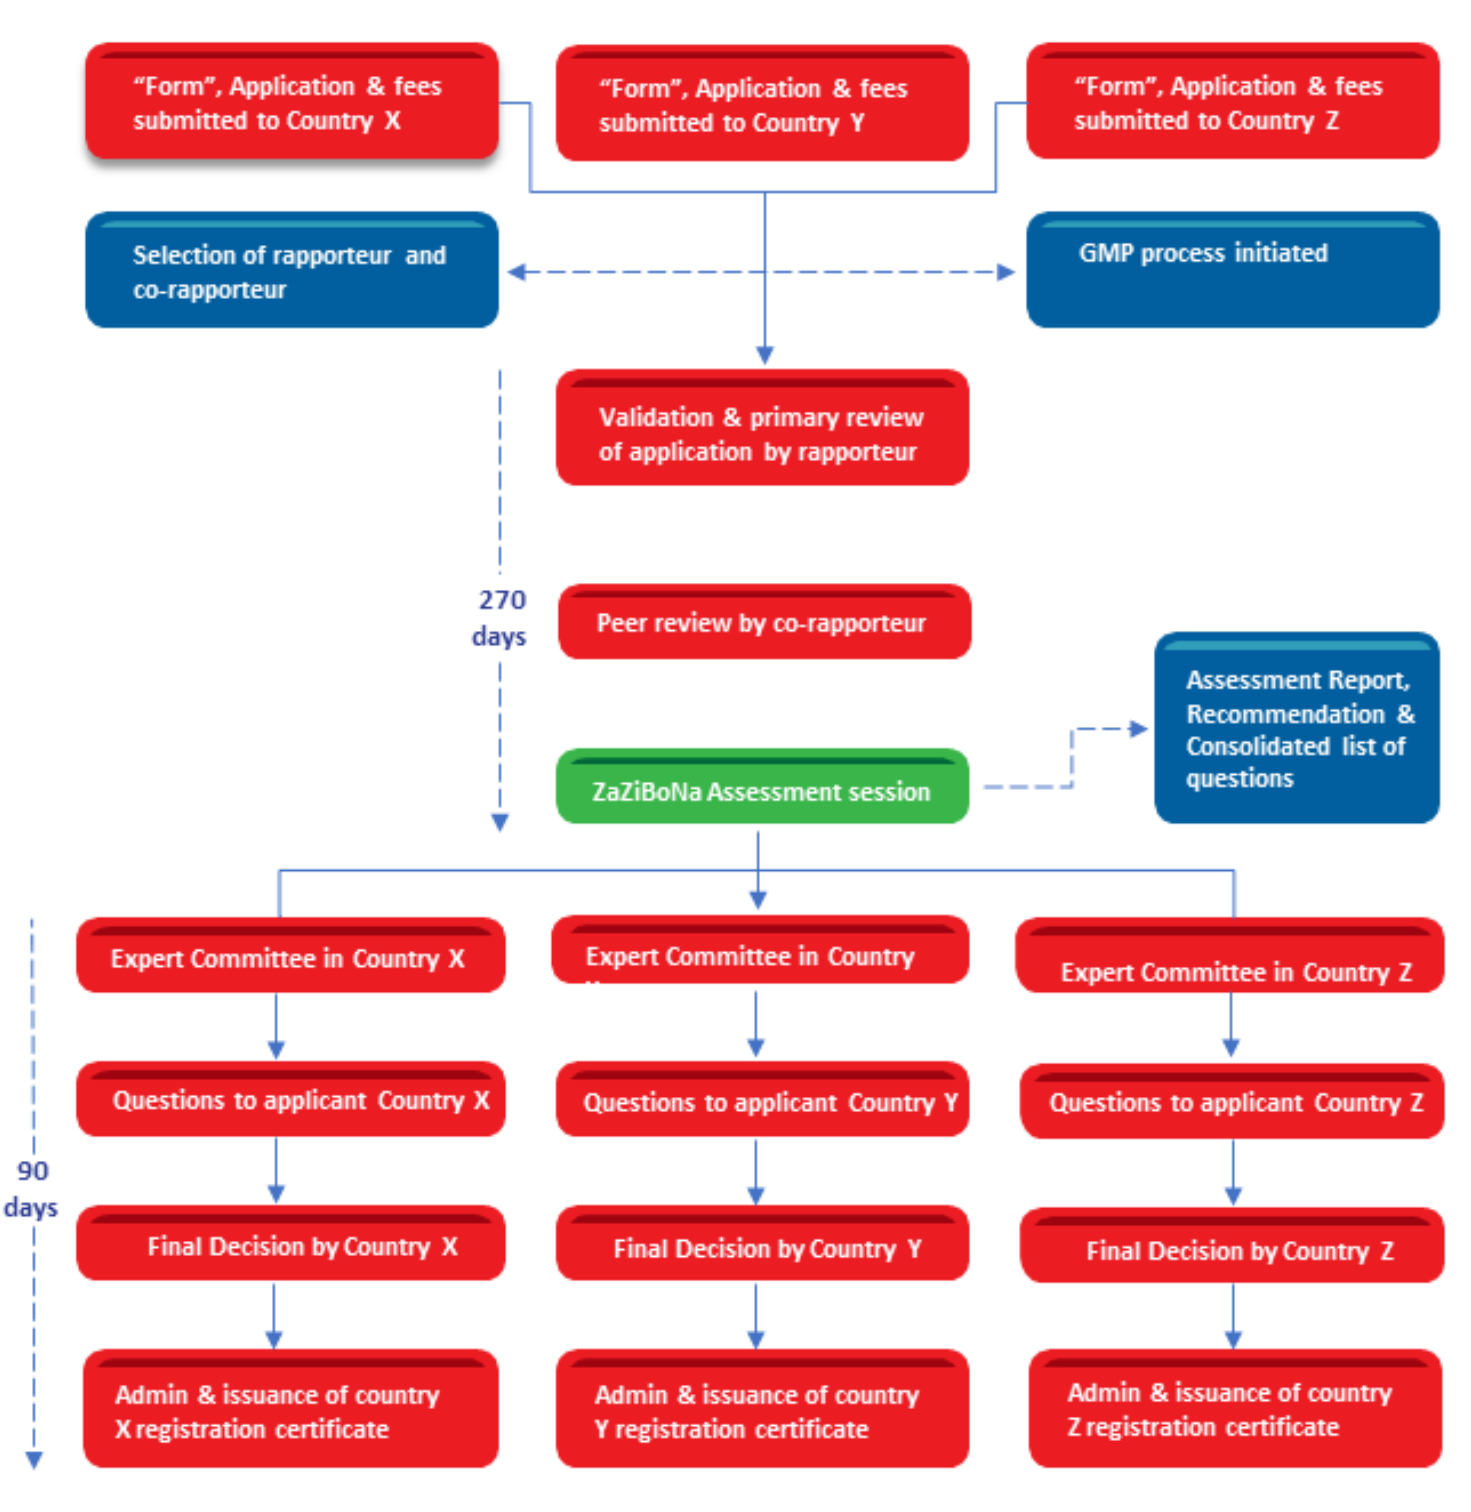 “Form”, Application & fees
submitted to Country X
“Form”, Application & fees
submitted to Country Y
“Form”, Application & fees
submitted to Country Z
Selection of rapporteur and
co-rapporteur
GMP process initiated
Validation & primary review
of application by rapporteur
270
days
Peer review by co-rapporteur
Assessment Report,
Recommendation &
Consolidated list of
questions
ZaZiBoNa Assessment session
Expert Committee in Country X
Expert Committee in Country
Expert Committee in Country Z
Questions to applicant Country X
Questions to applicant Country Y
Questions to applicant Country Z
90
days
Final Decision by Country X
Final Decision by Country Y
Final Decision by Country Z
Admin & issuance of country
X registration certificate
Admin & issuance of country
Y registration certificate
Admin & issuance of country
Z registration certificate